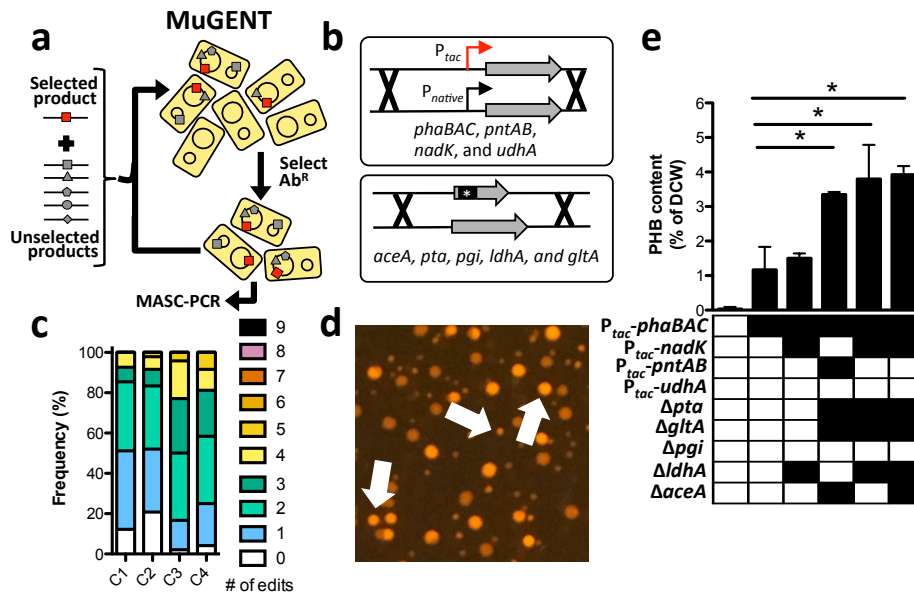 MuGENT
a
Selected
product
Unselected
products
Select
Ab^R
MASC-PCR
b
P_tac
P_native
phaBAC, pntAB,
nadK, and udhA
*
aceA, pta, pgi, ldhA, and gltA
c
Frequency (%)
100
80
60
40
20
0
C1
C2
C3
C4
9
8
7
6
5
4
3
2
1
0
# of edits
d
e
PHB content
(% of DCW)
6
5
4
3
2
1
0
*
*
*
P_tac-phaBAC
P_tac-nadK
P_tac-pntAB
P_tac-udhA
Δpta
ΔgltA
Δpgi
ΔldhA
ΔaceA